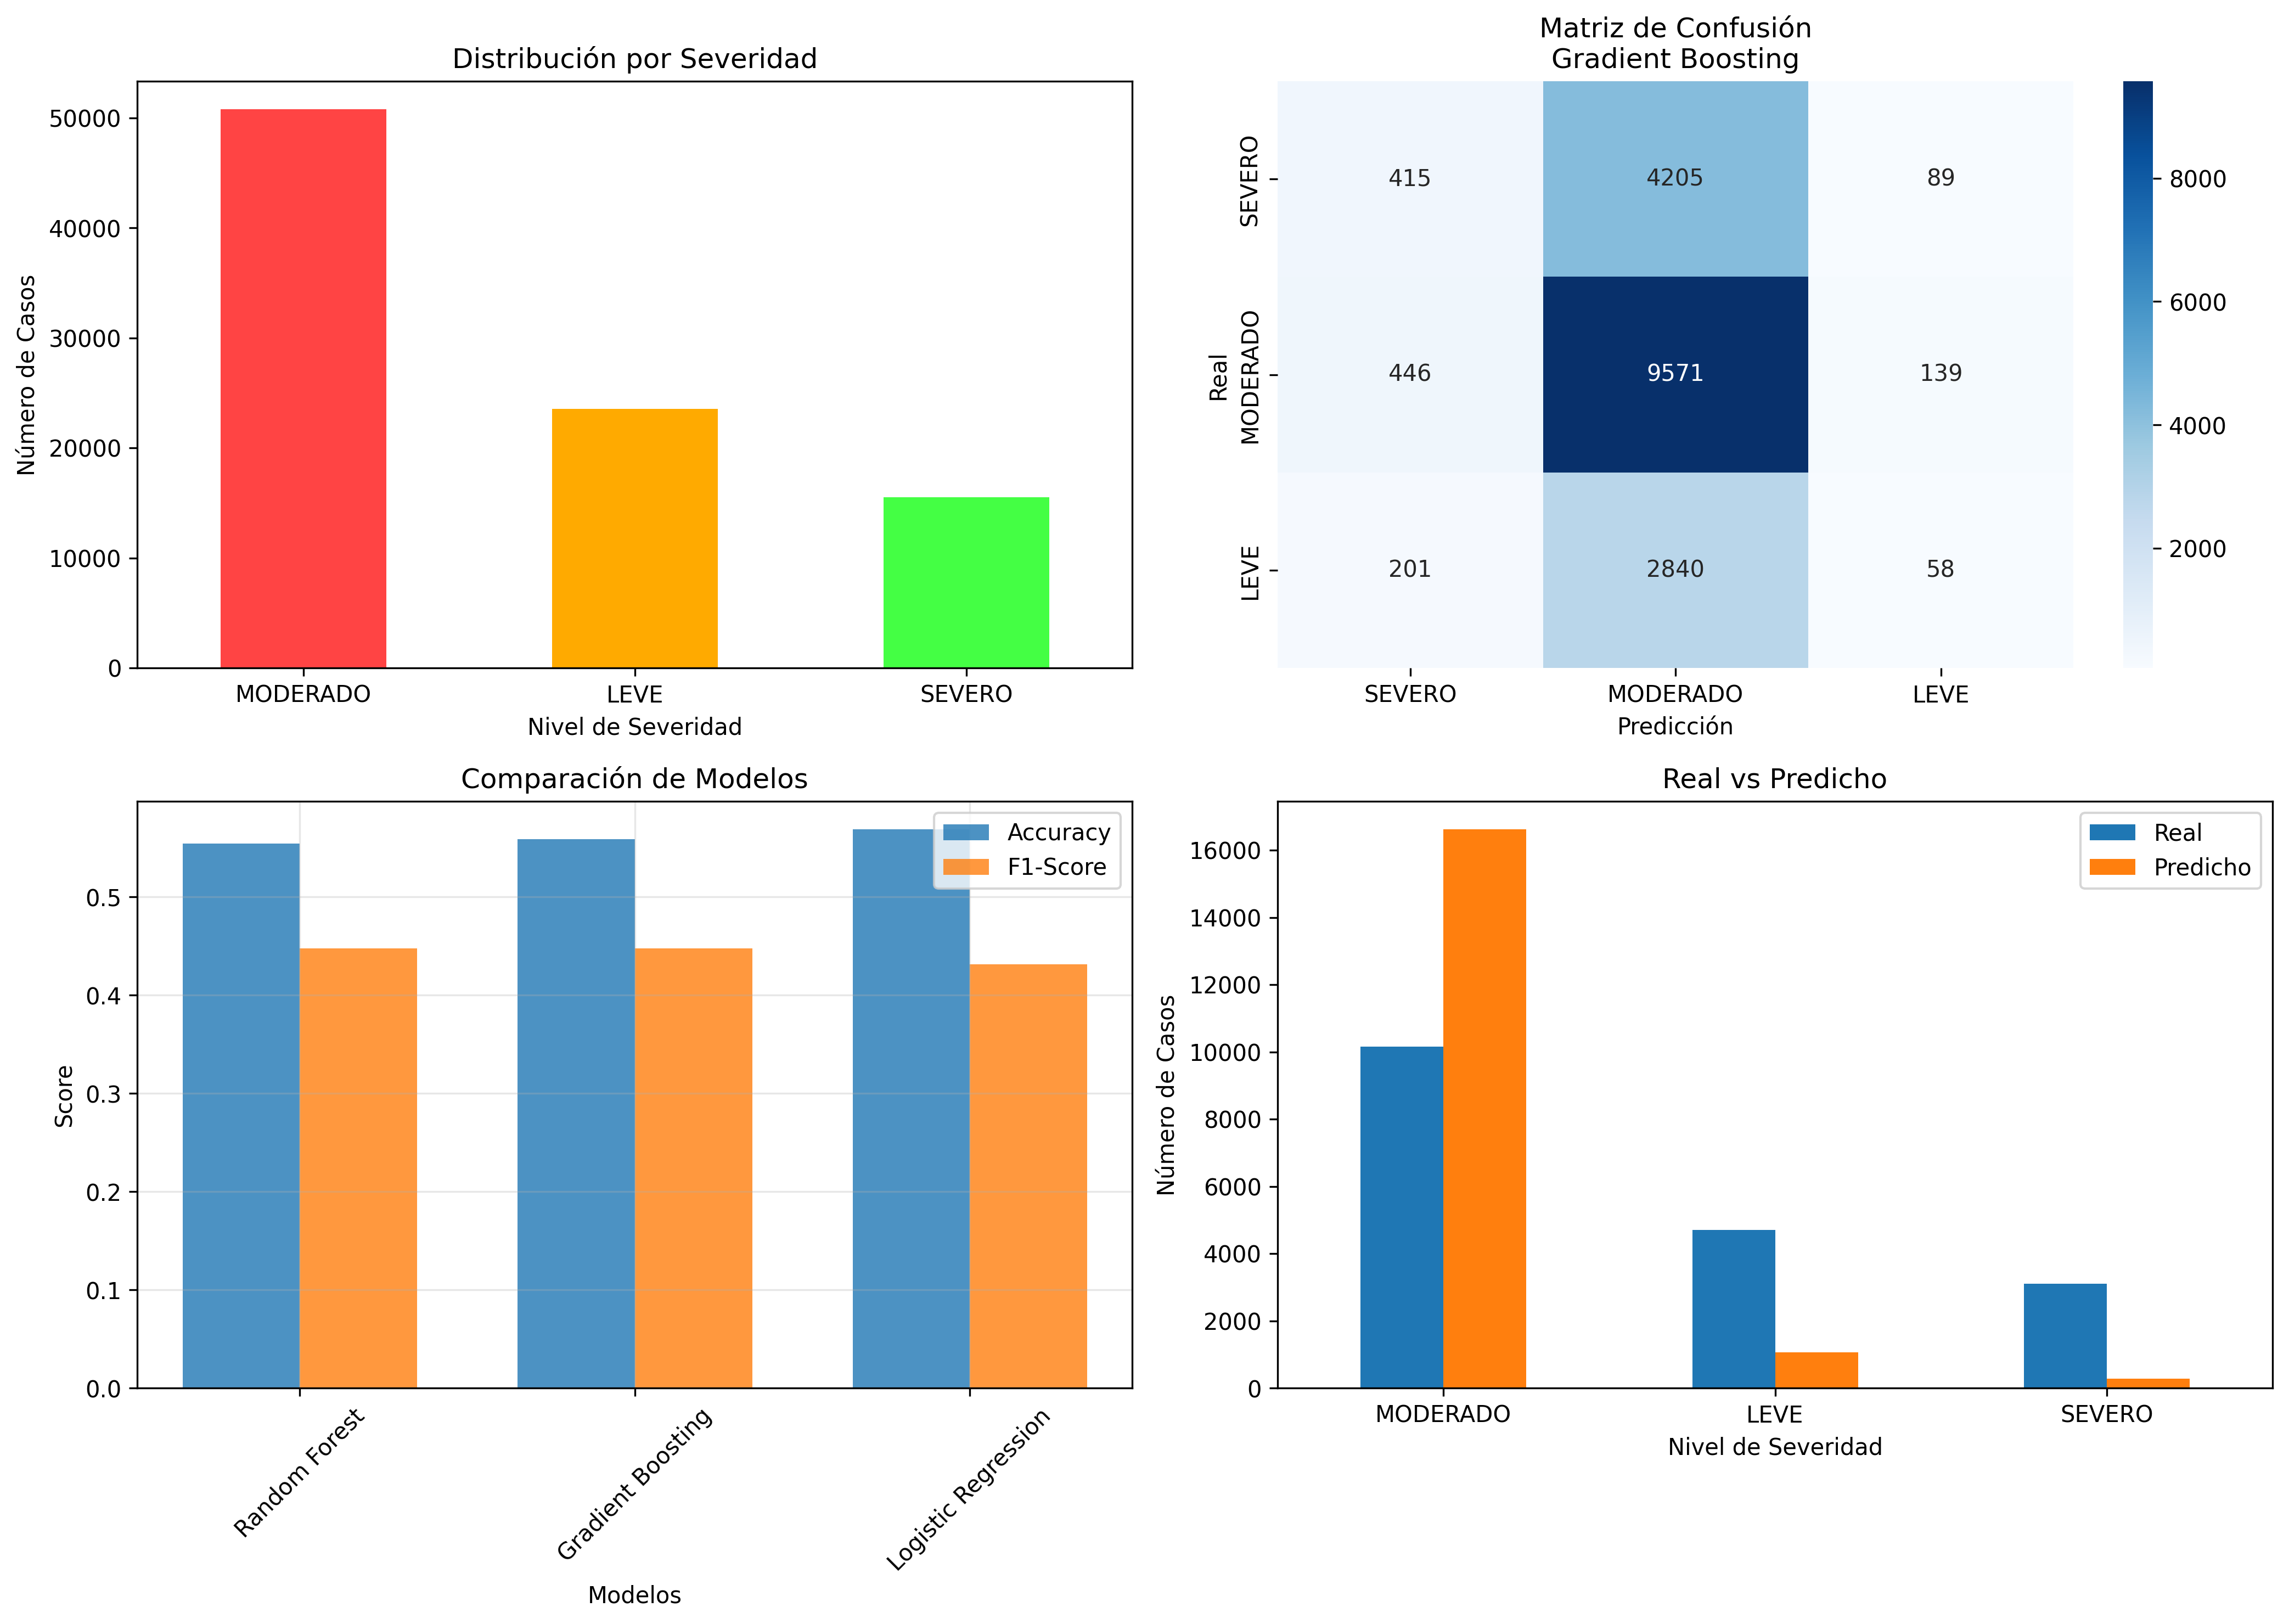 Distribución por Severidad
Número de Casos
50000
40000
30000
20000
10000
0
MODERADO
LEVE
SEVERO
Nivel de Severidad
Matriz de Confusión
Gradient Boosting
Real
SEVERO
MODERADO
LEVE
415
4205
89
446
9571
139
201
2840
58
SEVERO
MODERADO
LEVE
Predicción
8000
6000
4000
2000
Comparación de Modelos
Score
0.5
0.4
0.3
0.2
0.1
0.0
Accuracy
F1-Score
Random Forest
Gradient Boosting
Logistic Regression
Modelos
Real vs Predicho
Número de Casos
16000
14000
12000
10000
8000
6000
4000
2000
0
Real
Predicho
MODERADO
LEVE
SEVERO
Nivel de Severidad